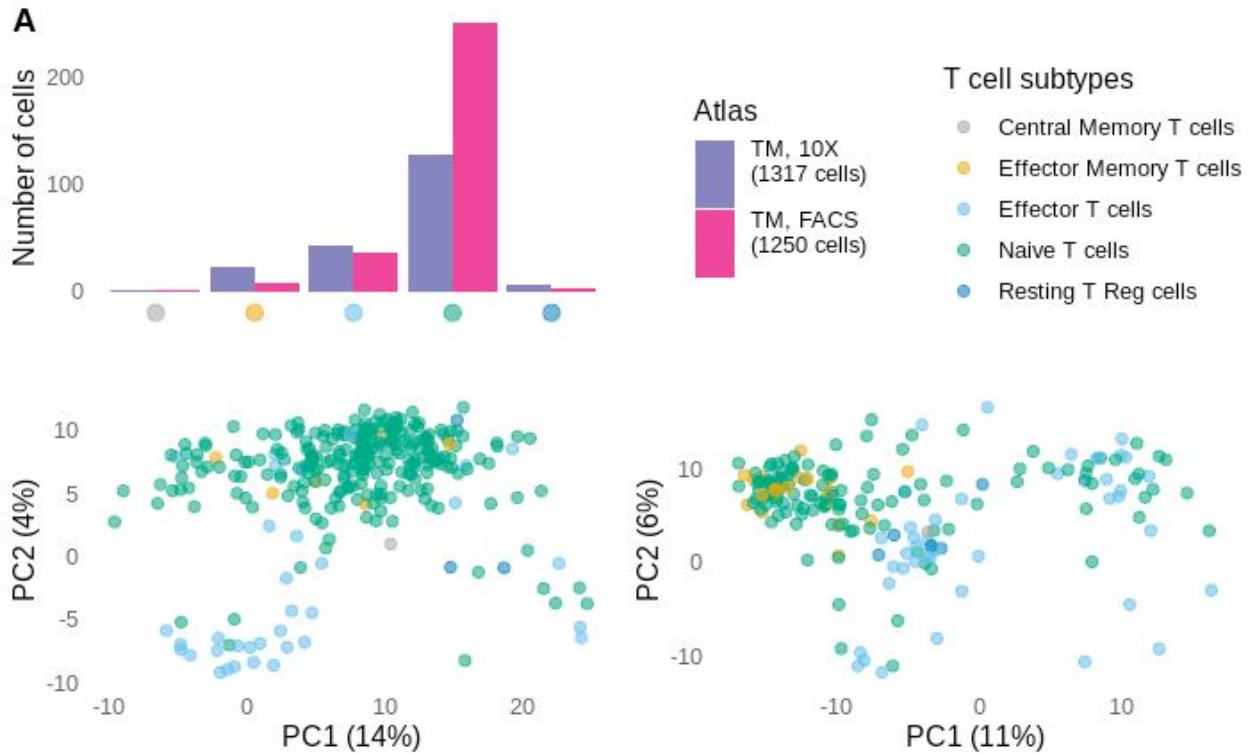 A
Number of cells
200
100
0
Atlas
TM, 10X
(1317 cells)
TM, FACS
(1250 cells)
T cell subtypes
Central Memory T cells
Effector Memory T cells
Effector T cells
Naive T cells
Resting T Reg cells
PC2 (4%)
10
5
0
-5
-10
-10 0 10 20
PC1 (14%)
PC2 (6%)
10
0
-10
-10 0 10
PC1 (11%)